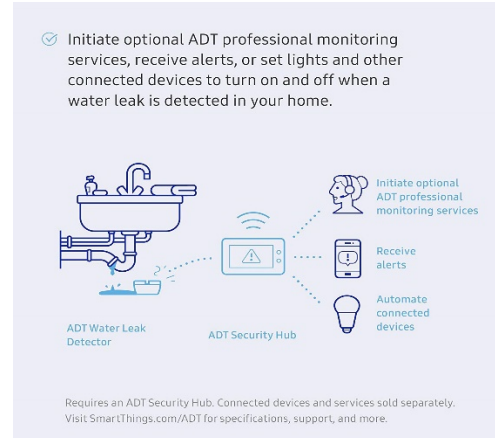 Initiate optional ADT professional monitoring
services, receive alerts, or set lights and other
connected devices to turn on and off when a
water leak is detected in your home.
Initiate optional
ADT professional
monitoring services
Receive
alerts
Automate
connected
devices
ADT Water Leak
Detector
ADT Security Hub
Requires an ADT Security Hub. Connected devices and services sold separately.
Visit SmartThings.com/ADT for specifications, support, and more.